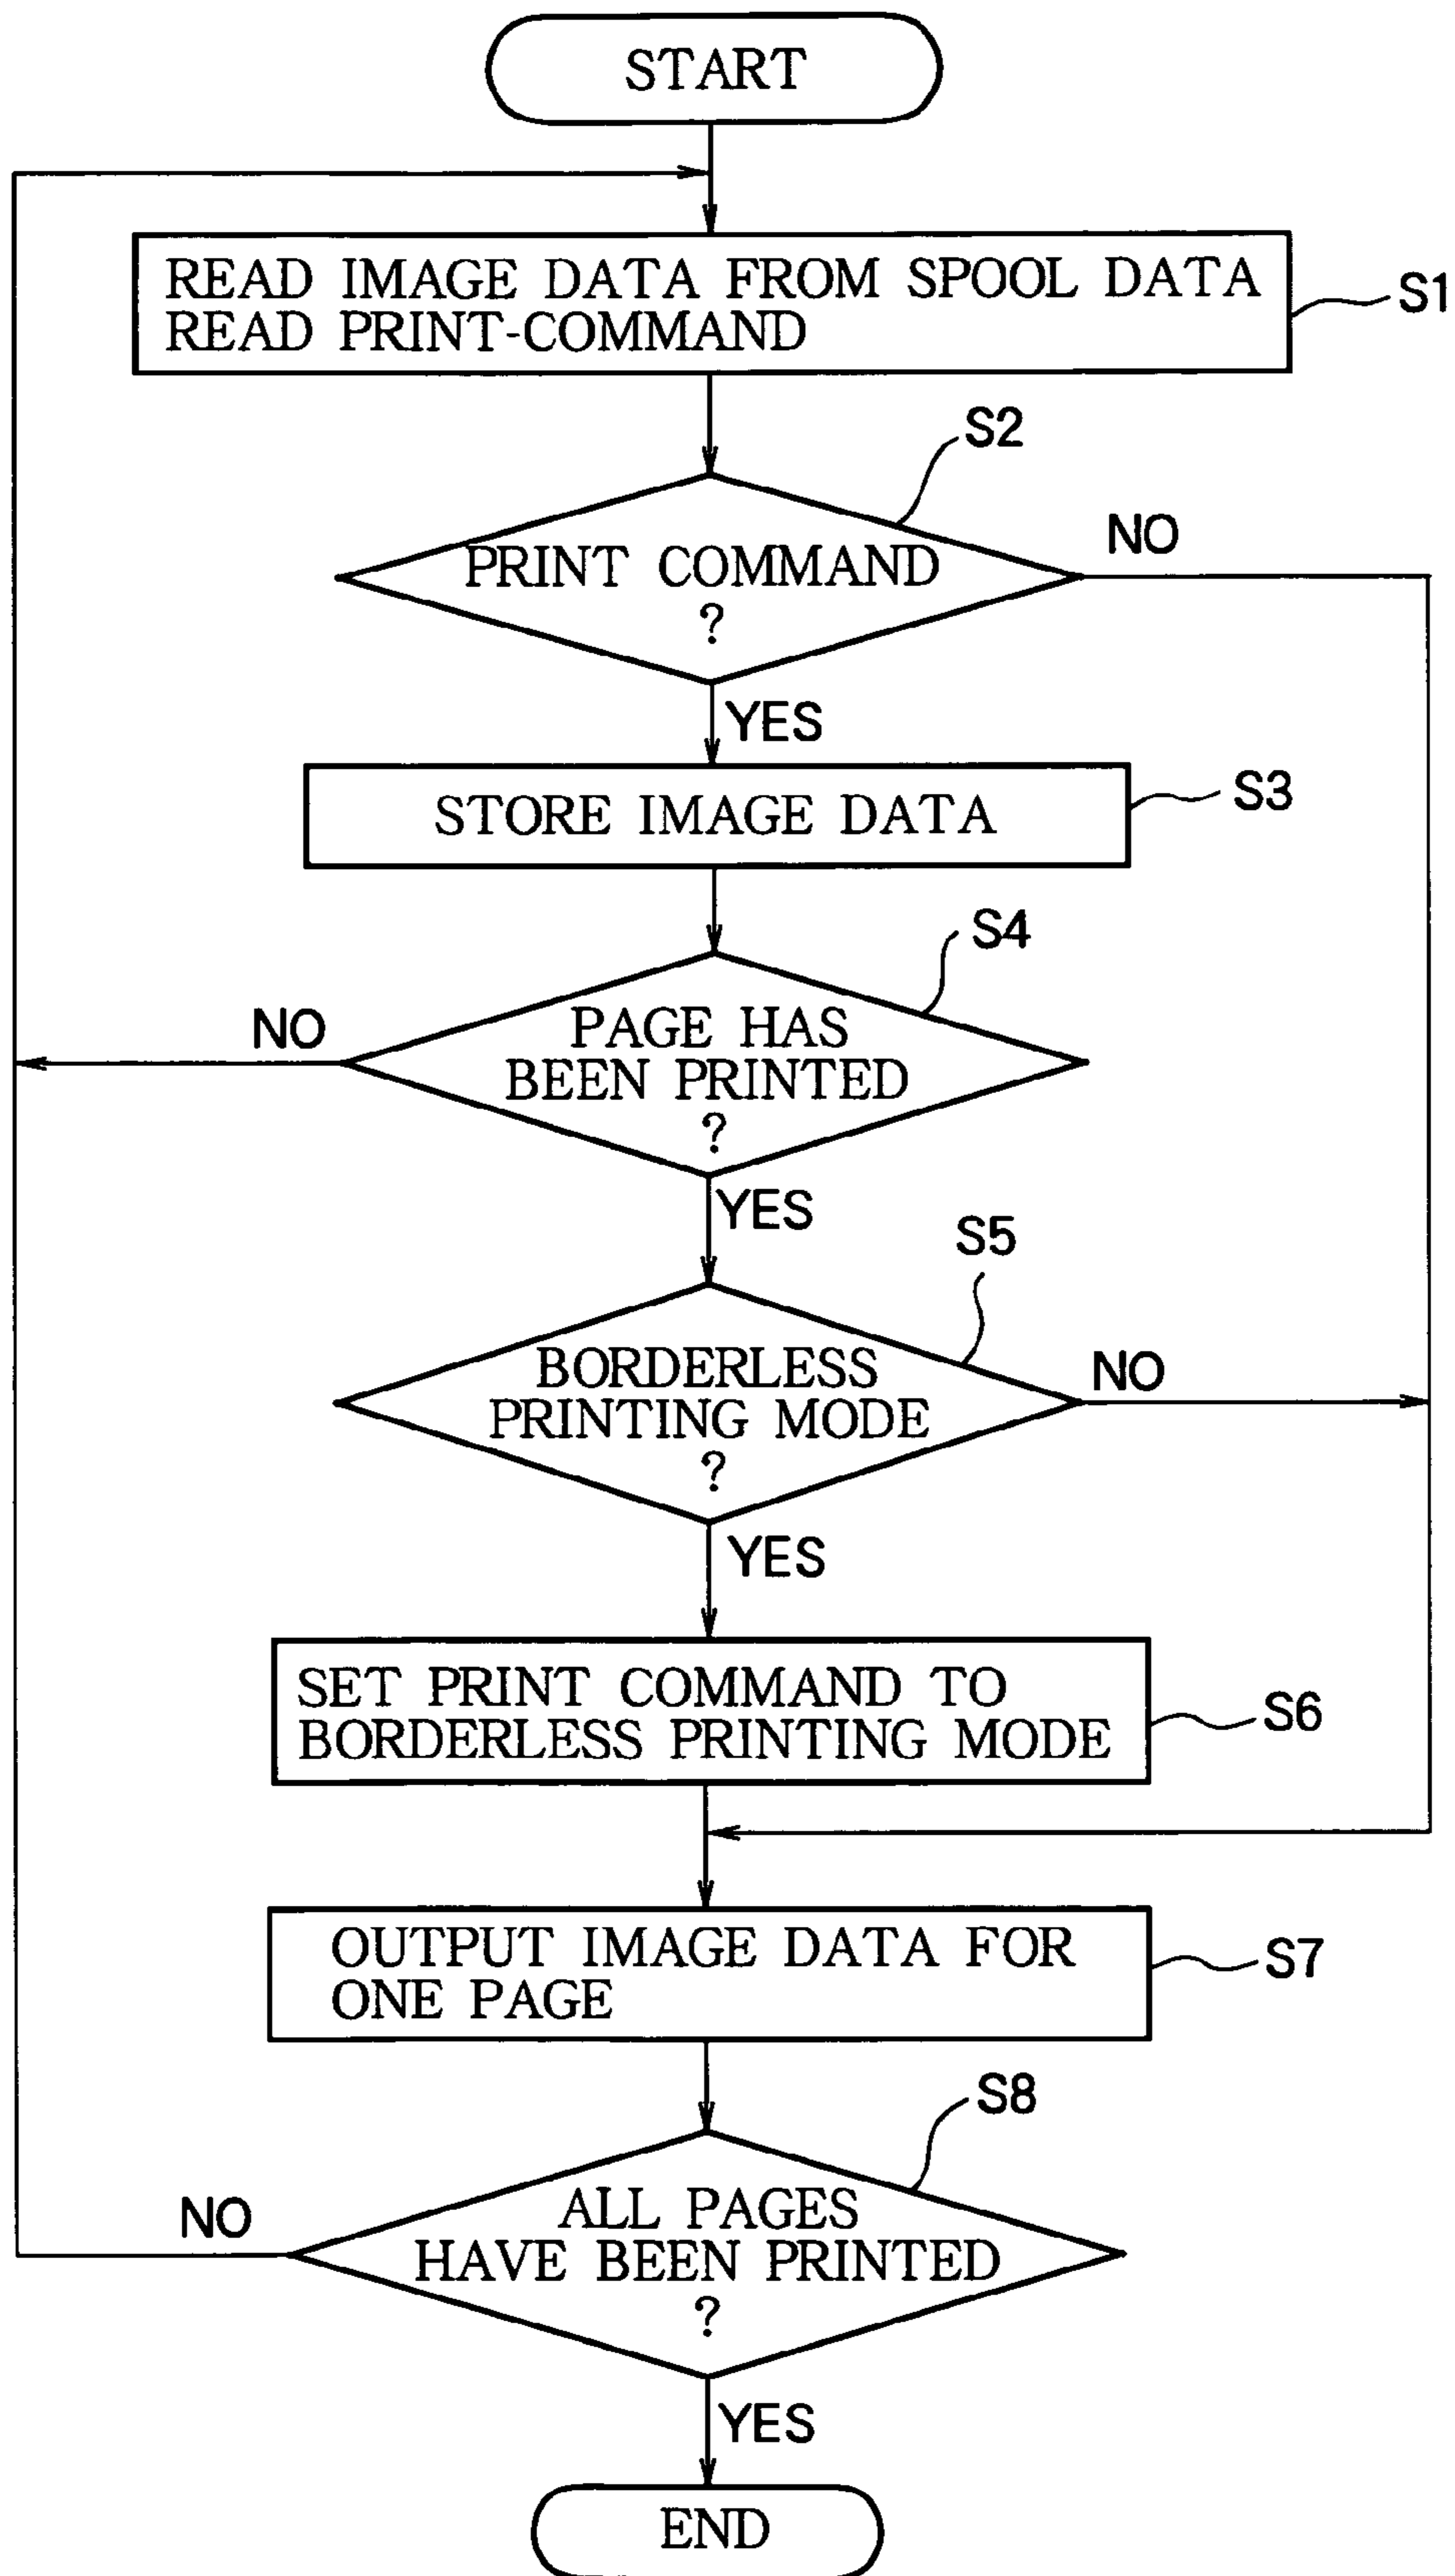 START
READ IMAGE DATA FROM SPOOL DATA
READ PRINT-COMMAND
S1
S2
PRINT COMMAND
?
NO
YES
STORE IMAGE DATA
S3
S4
PAGE HAS
BEEN PRINTED
?
NO
YES
S5
BORDERLESS
PRINTING MODE
?
NO
YES
SET PRINT COMMAND TO
BORDERLESS PRINTING MODE
S6
OUTPUT IMAGE DATA FOR
ONE PAGE
S7
S8
ALL PAGES
HAVE BEEN PRINTED
?
NO
YES
END